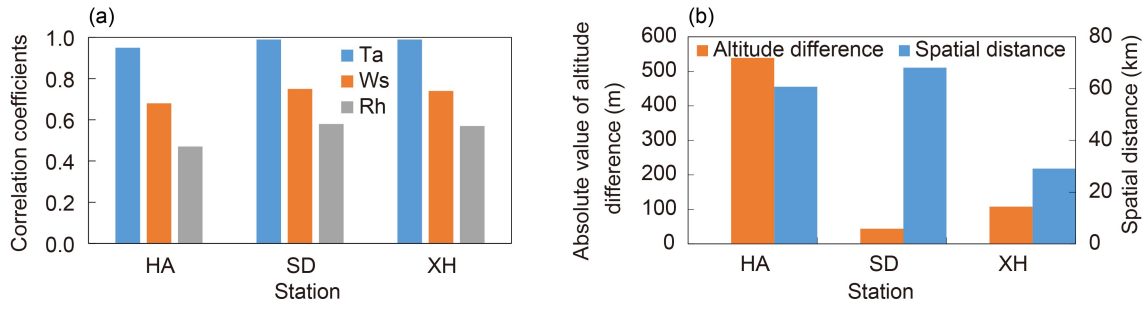 (a)
Correlation coefficients
1.0
0.8
0.6
0.4
0.2
0.0
Ta
Ws
Rh
HA SD XH
Station
(b)
Absolute value of altitude
difference (m)
600
500
400
300
200
100
0
Altitude difference Spatial distance
80
60
40
20
0
Spatial distance (km)
HA SD XH
Station